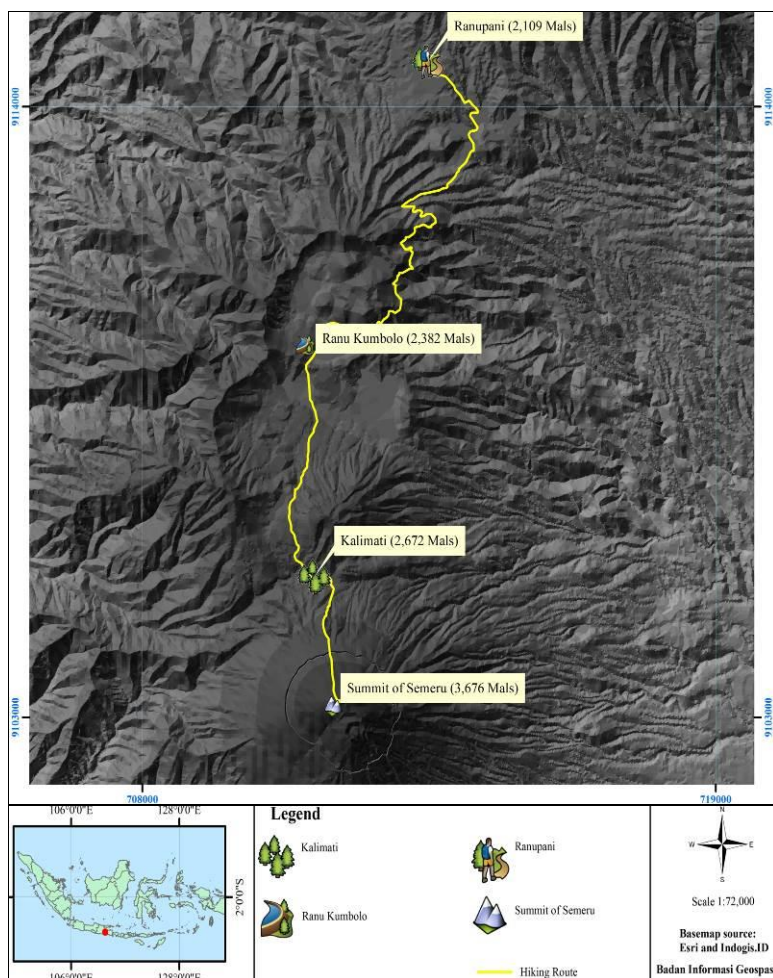 Ranupani (2,109 Mals)
9114000
9114000
Ranu Kumbolo (2,382 Mals)
Kalimati (2,672 Mals)
Summit of Semeru (3,676 Mals)
9103000
9103000
708000
719000
106°0'0"E
128°0'0"E
2°0'0"S
106°0'0"E
128°0'0"E
Legend
Kalimati
Ranupani
Ranu Kumbolo
Summit of Semeru
Hiking Route
N
W
E
S
Scale 1:72,000
Basemap source:
Esri and Indogis.ID
Badan Informasi Geospa